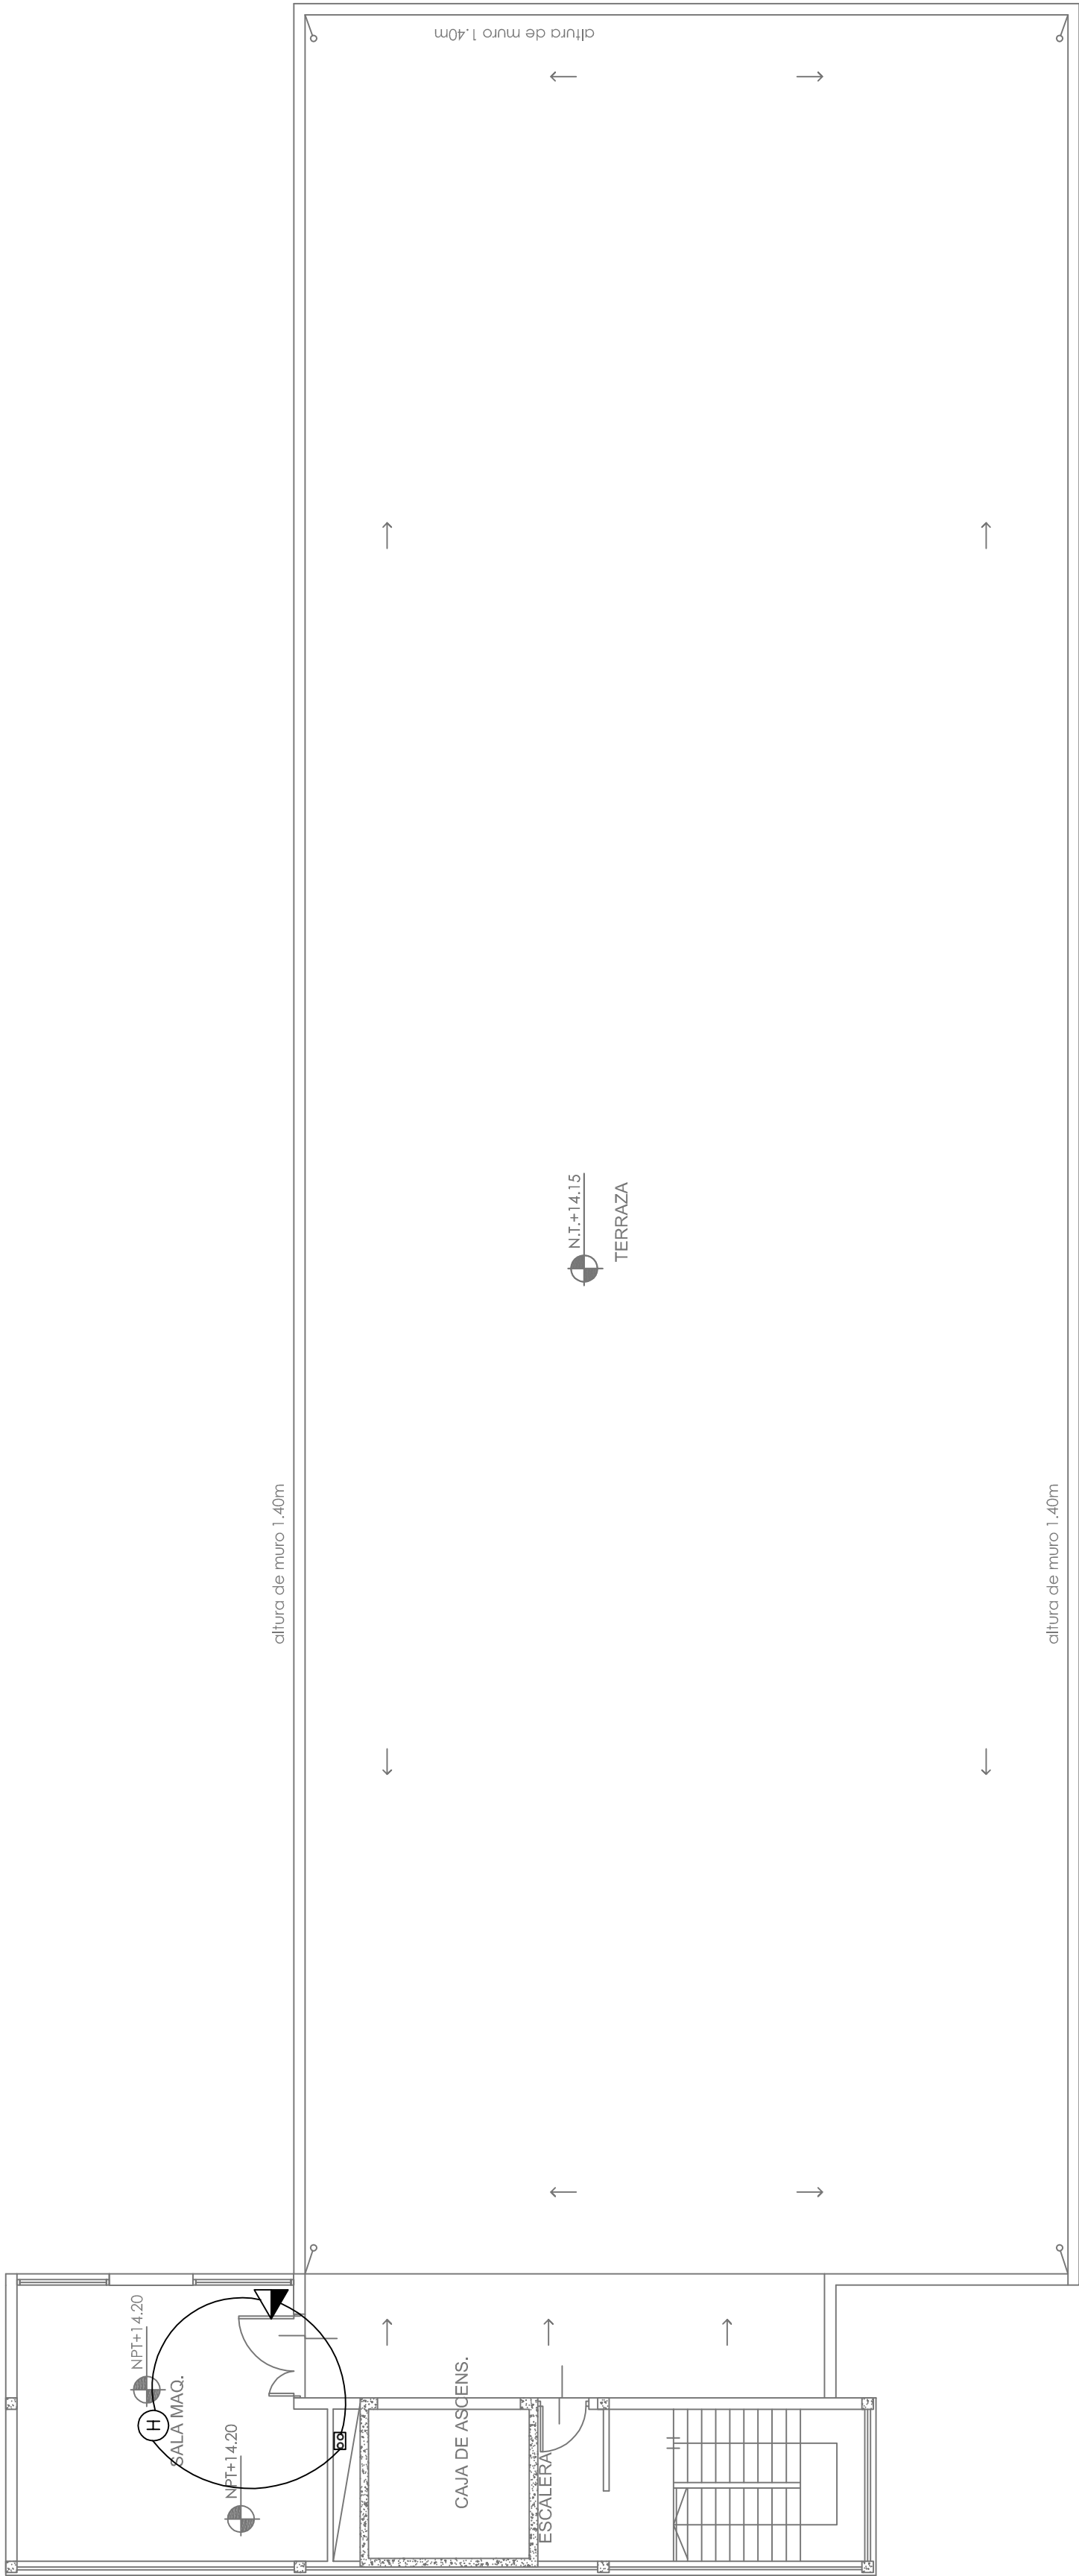 altura de muro 1.40m
N.T.+14.15
TERRAZA
altura de muro 1.40m
altura de muro 1.40m
NPT+14.20
SALA MAQ.
H
NPT+14.20
CAJA DE ASCENS.
ESCALERA